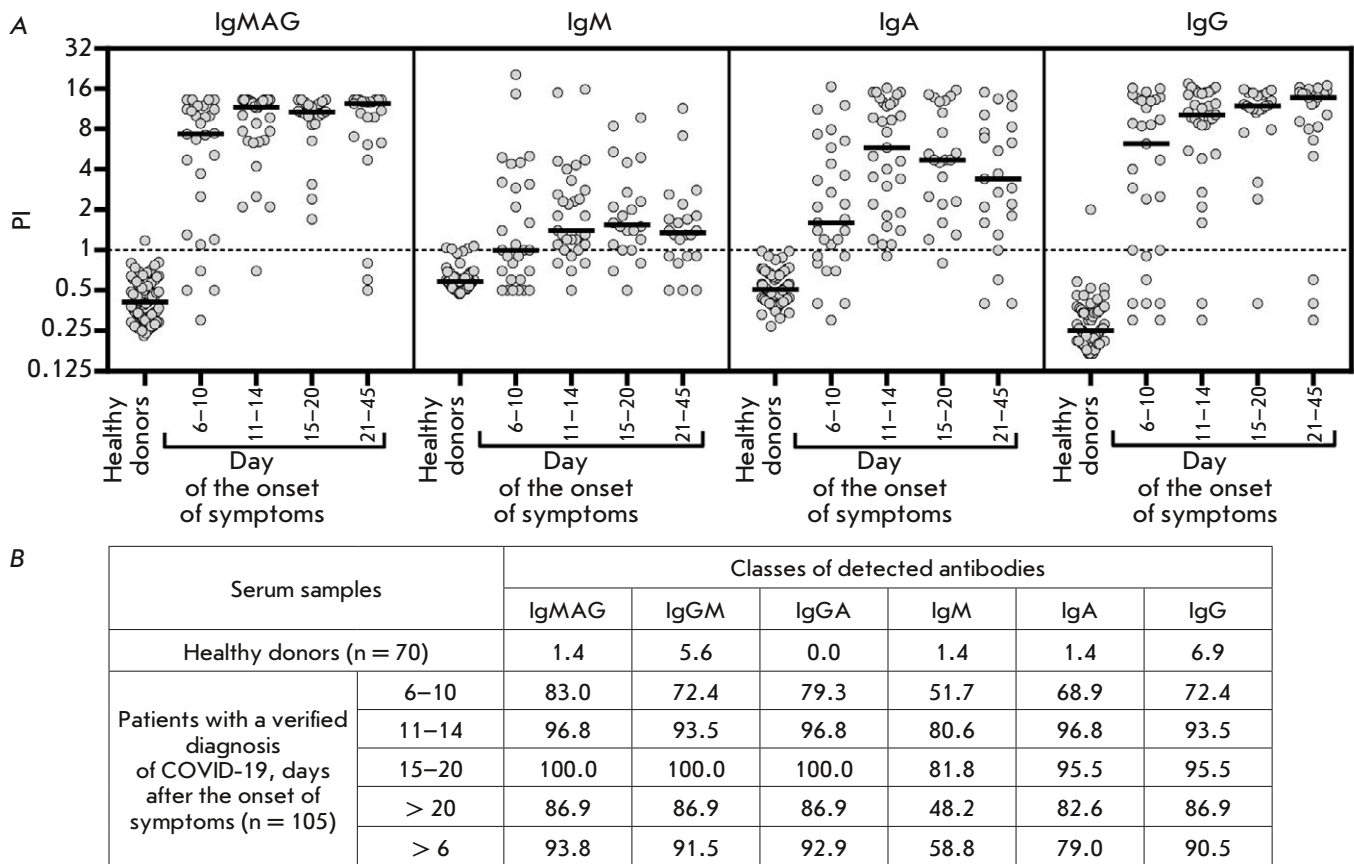 A
IgMAG IgM IgA IgG
PI
32
16
8
4
2
1
0.5
0.25
0.125
Healthy donors 6–10 11–14 15–20 21–45
Healthy donors 6–10 11–14 15–20 21–45
Healthy donors 6–10 11–14 15–20 21–45
Healthy donors 6–10 11–14 15–20 21–45
Day Day Day Day
of the onset of the onset of the onset of the onset
of symptoms of symptoms of symptoms of symptoms
B
Serum samples Classes of detected antibodies
IgMAG IgGM IgGA IgM IgA IgG
Healthy donors (n = 70) 1.4 5.6 0.0 1.4 1.4 6.9
Patients with a verified
diagnosis
of COVID-19, days
after the onset of
symptoms (n = 105)
6–10 83.0 72.4 79.3 51.7 68.9 72.4
11–14 96.8 93.5 96.8 80.6 96.8 93.5
15–20 100.0 100.0 100.0 81.8 95.5 95.5
> 20 86.9 86.9 86.9 48.2 82.6 86.9
> 6 93.8 91.5 92.9 58.8 79.0 90.5